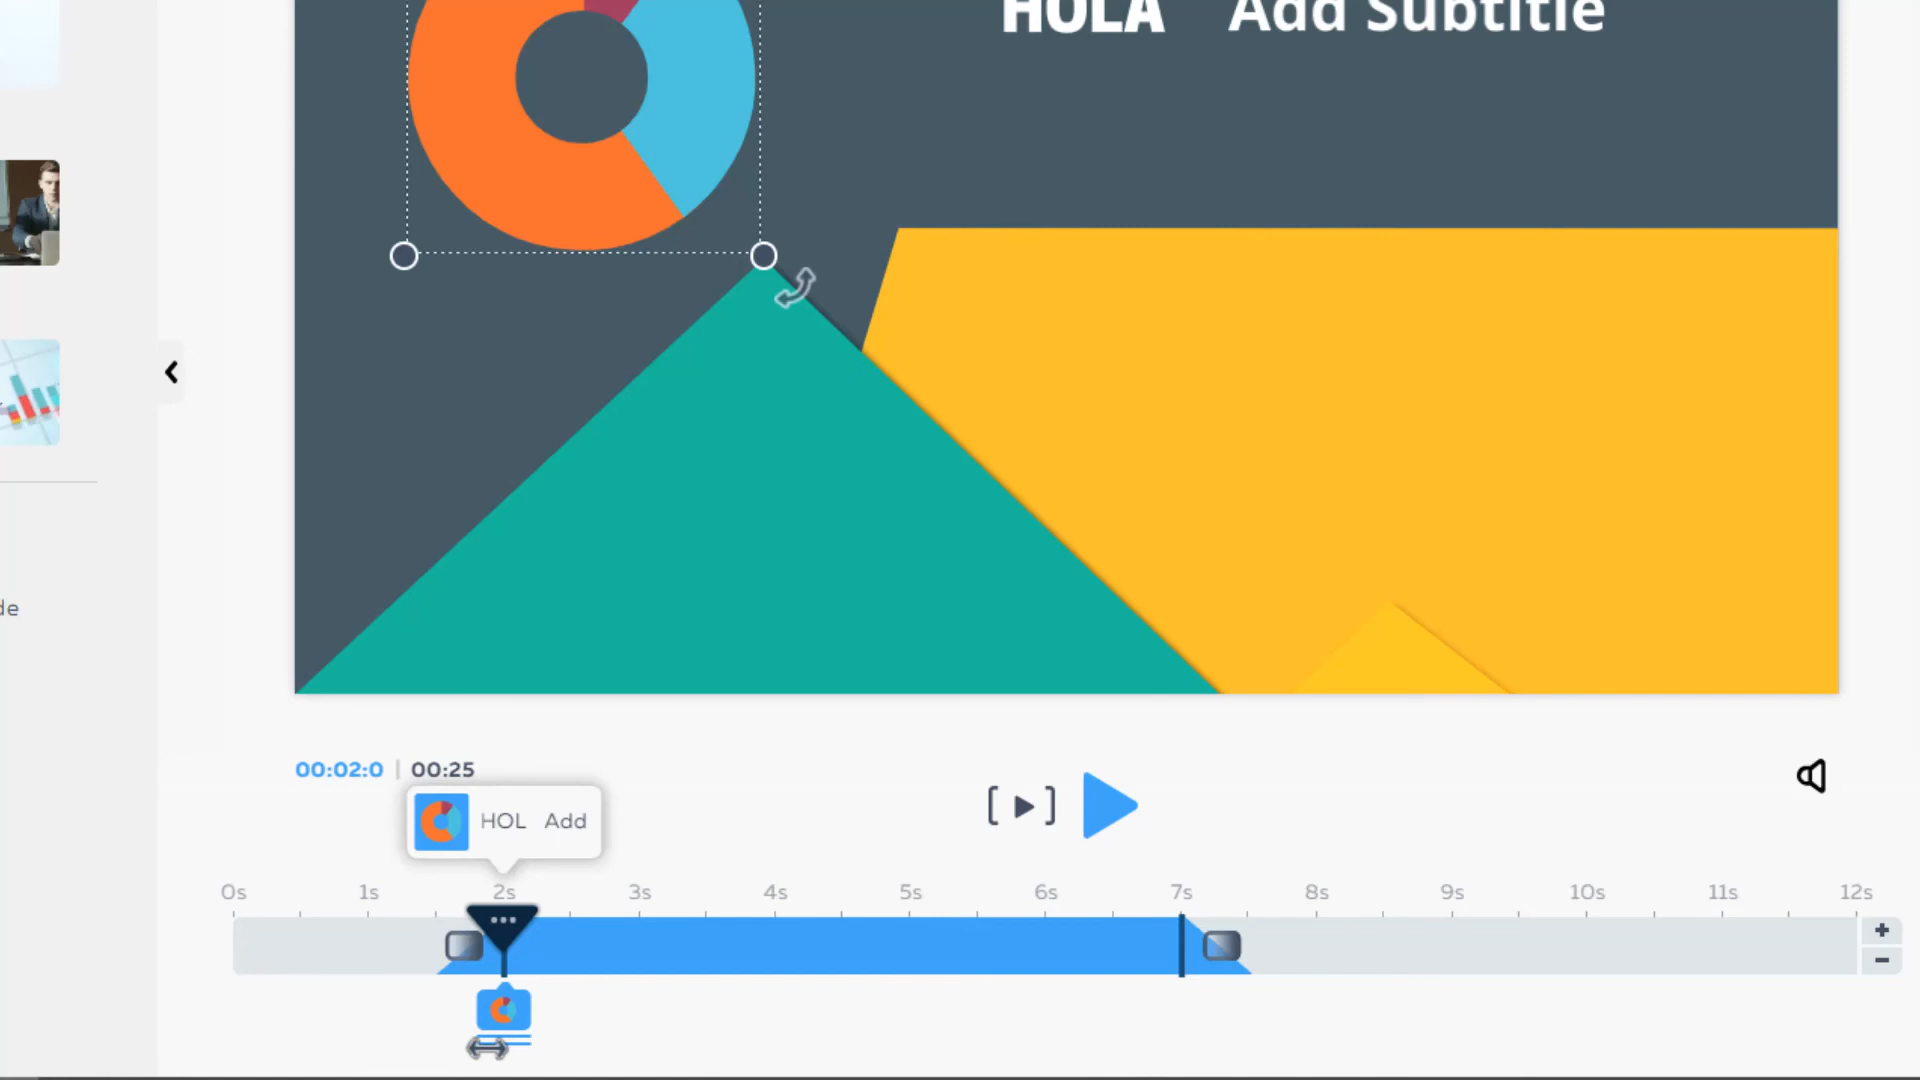 HOLA Add Subtitle
de
00:02:0 | 00:25
HOL Add
0s 1s 2s 3s 4s 5s 6s 7s 8s 9s 10s 11s 12s